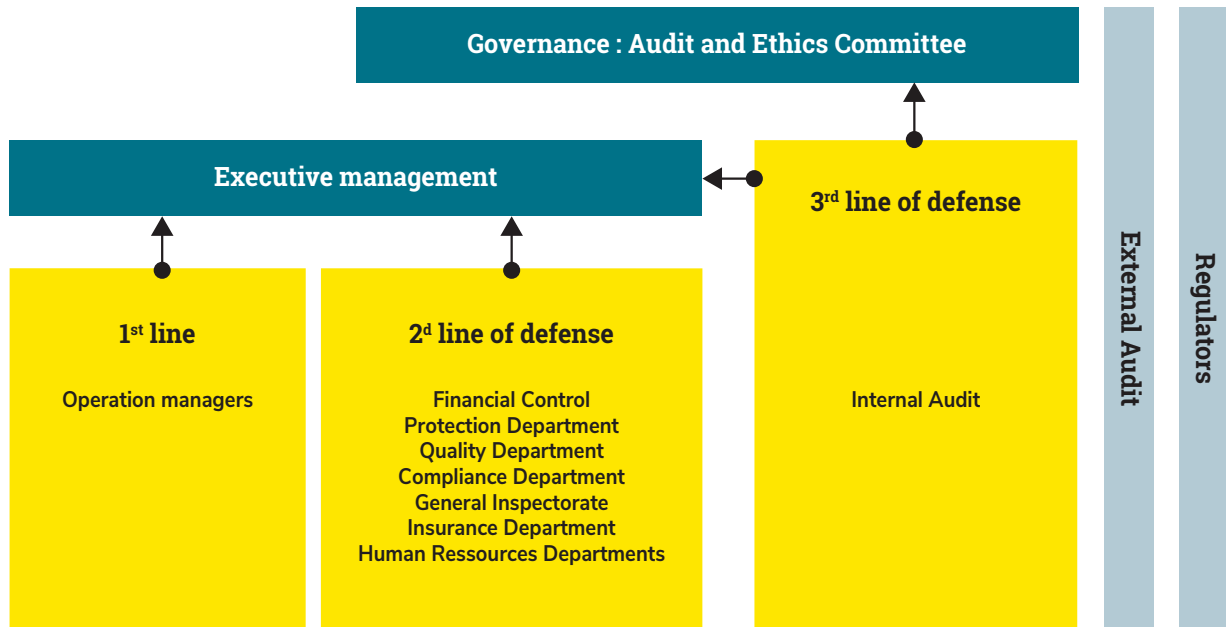 Governance : Audit and Ethics Committee
Executive management
1st line
Operation managers
2d line of defense
Financial Control
Protection Department
Quality Department
Compliance Department
General Inspectorate
Insurance Department
Human Ressources Departments
3rd line of defense
Internal Audit
External Audit
Regulators